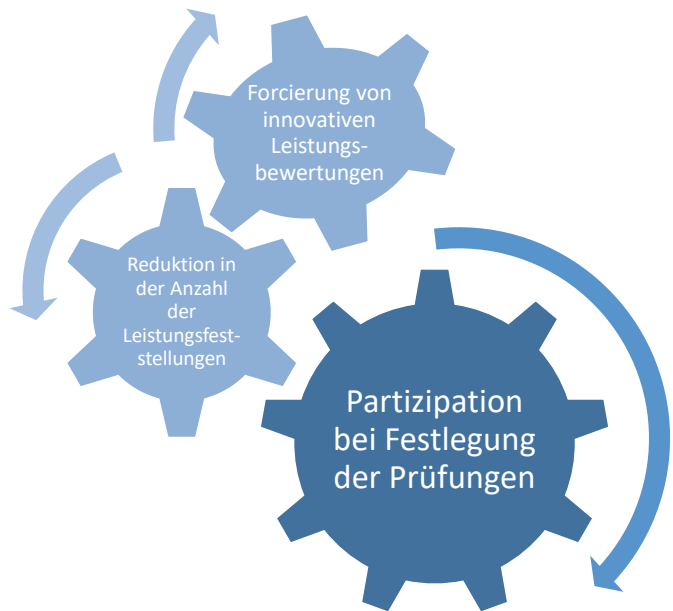 Forcierung von
innovativen
Leistungs-
bewertungen
Reduktion in
der Anzahl
der
Leistungsfest-
stellungen
Partizipation
bei Festlegung
der Prüfungen